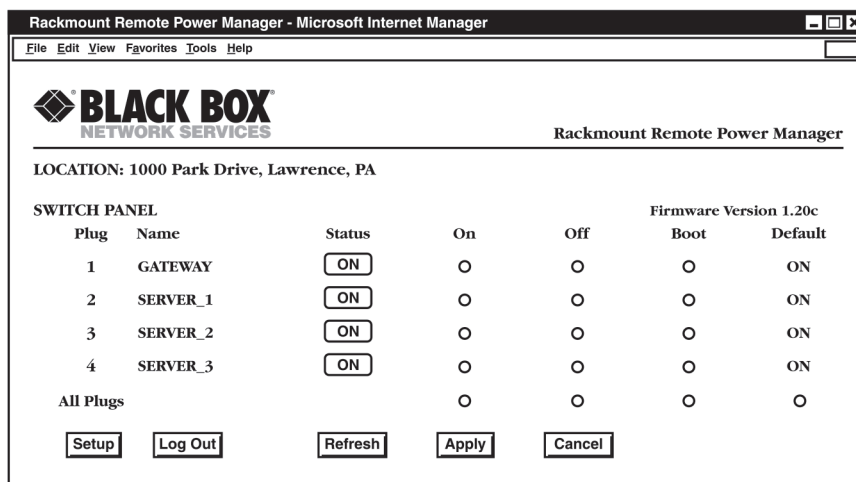 Rackmount Remote Power Manager - Microsoft Internet Manager
File Edit View Favorites Tools Help
BLACK BOX®
NETWORK SERVICES
Rackmount Remote Power Manager
LOCATION: 1000 Park Drive, Lawrence, PA
SWITCH PANEL Firmware Version 1.20c
Plug Name Status On Off Boot Default
1 GATEWAY ON ON
2 SERVER_1 ON ON
3 SERVER_2 ON ON
4 SERVER_3 ON ON
All Plugs
Setup Log Out Refresh Apply Cancel